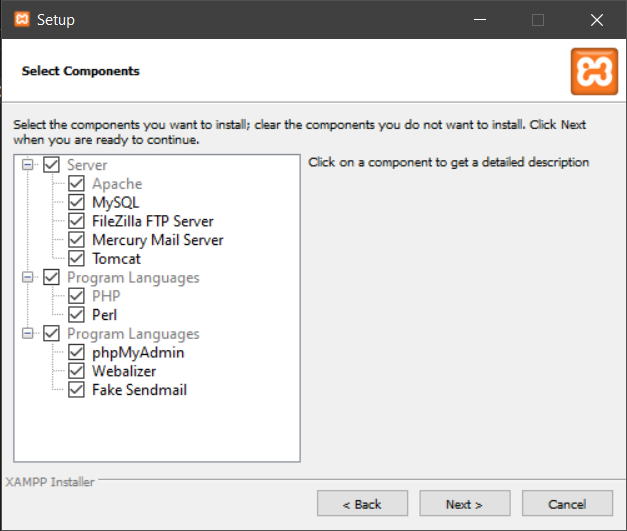 Setup
Select Components
Select the components you want to install; clear the components you do not want to install. Click Next
when you are ready to continue.
Server
Apache
MySQL
FileZilla FTP Server
Mercury Mail Server
Tomcat
Program Languages
PHP
Perl
Program Languages
phpMyAdmin
Webalizer
Fake Sendmail
Click on a component to get a detailed description
XAMPP Installer
< Back
Next >
Cancel